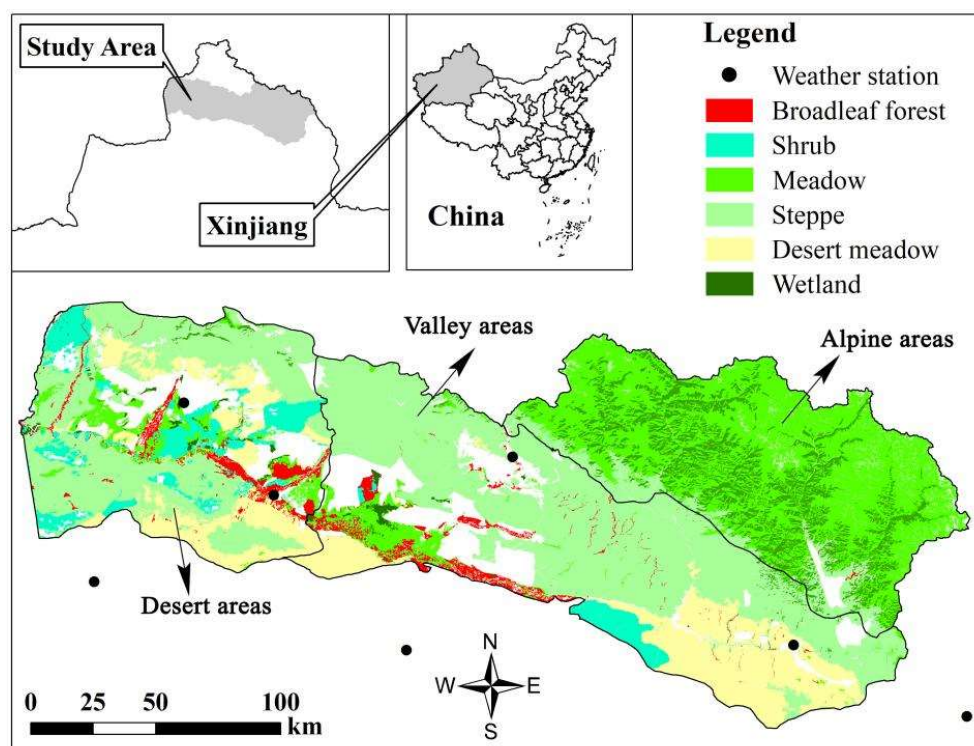 Study Area
Xinjiang
China
Legend
Weather station
Broadleaf forest
Shrub
Meadow
Steppe
Desert meadow
Wetland
Valley areas
Alpine areas
Desert areas
N
W E
S
0 25 50 100
km